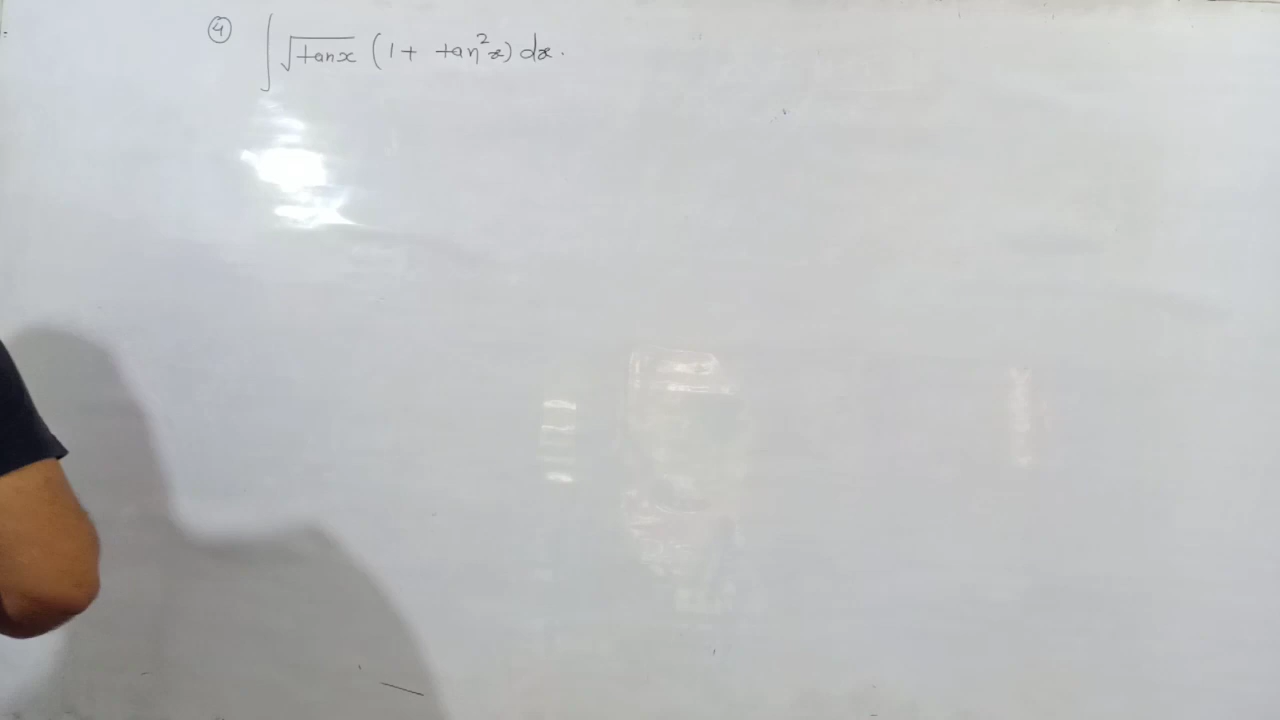 ④ ∫ √tanx (1 + tan²x) dx.